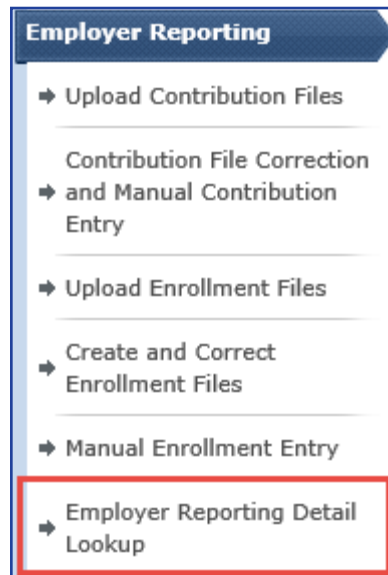 Employer Reporting
Upload Contribution Files
Contribution File Correction
and Manual Contribution
Entry
Upload Enrollment Files
Create and Correct
Enrollment Files
Manual Enrollment Entry
Employer Reporting Detail
Lookup